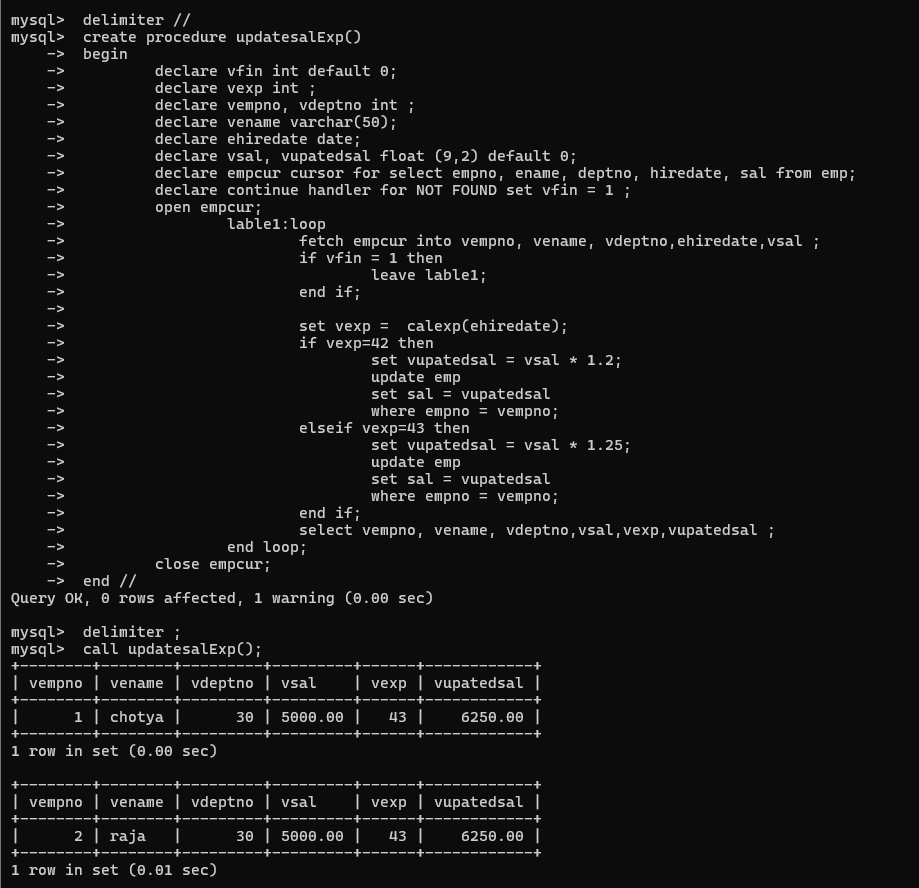 mysql>  delimiter //
mysql>  create procedure updatesalExp()
    ->  begin
    ->          declare vfin int default 0;
    ->          declare vexp int ;
    ->          declare vempno, vdeptno int ;
    ->          declare vename varchar(50);
    ->          declare ehiredate date;
    ->          declare vsal, vupatedsal float (9,2) default 0;
    ->          declare empcur cursor for select empno, ename, deptno, hiredate, sal from emp;
    ->          declare continue handler for NOT FOUND set vfin = 1 ;
    ->          open empcur;
    ->                  lable1:loop
    ->                          fetch empcur into vempno, vename, vdeptno,ehiredate,vsal ;
    ->                          if vfin = 1 then
    ->                                  leave lable1;
    ->                          end if;
    ->
    ->                          set vexp =  calexp(ehiredate);
    ->                          if vexp=42 then
    ->                                  set vupatedsal = vsal * 1.2;
    ->                                  update emp
    ->                                  set sal = vupatedsal
    ->                                  where empno = vempno;
    ->                          elseif vexp=43 then
    ->                                  set vupatedsal = vsal * 1.25;
    ->                                  update emp
    ->                                  set sal = vupatedsal
    ->                                  where empno = vempno;
    ->                          end if;
    ->                          select vempno, vename, vdeptno,vsal,vexp,vupatedsal ;
    ->                  end loop;
    ->          close empcur;
    ->  end //
Query OK, 0 rows affected, 1 warning (0.00 sec)

mysql>  delimiter ;
mysql>  call updatesalExp();
+--------+--------+---------+---------+------+------------+
| vempno | vename | vdeptno | vsal    | vexp | vupatedsal |
+--------+--------+---------+---------+------+------------+
|      1 | chotya |      30 | 5000.00 |   43 |    6250.00 |
+--------+--------+---------+---------+------+------------+
1 row in set (0.00 sec)

+--------+--------+---------+---------+------+------------+
| vempno | vename | vdeptno | vsal    | vexp | vupatedsal |
+--------+--------+---------+---------+------+------------+
|      2 | raja   |      30 | 5000.00 |   43 |    6250.00 |
+--------+--------+---------+---------+------+------------+
1 row in set (0.01 sec)